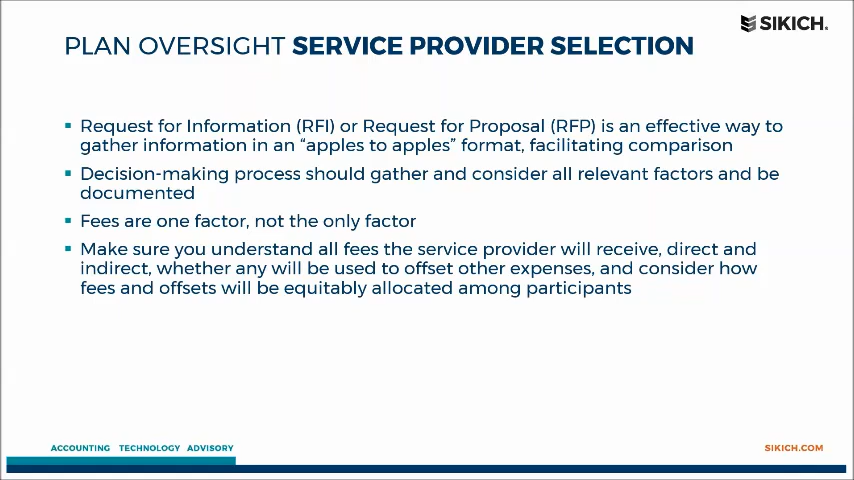 SIKICH.
PLAN OVERSIGHT SERVICE PROVIDER SELECTION
▪ Request for Information (RFI) or Request for Proposal (RFP) is an effective way to
gather information in an “apples to apples” format, facilitating comparison
▪ Decision-making process should gather and consider all relevant factors and be
documented
▪ Fees are one factor, not the only factor
▪ Make sure you understand all fees the service provider will receive, direct and
indirect, whether any will be used to offset other expenses, and consider how
fees and offsets will be equitably allocated among participants
ACCOUNTING TECHNOLOGY ADVISORY
SIKICH.COM